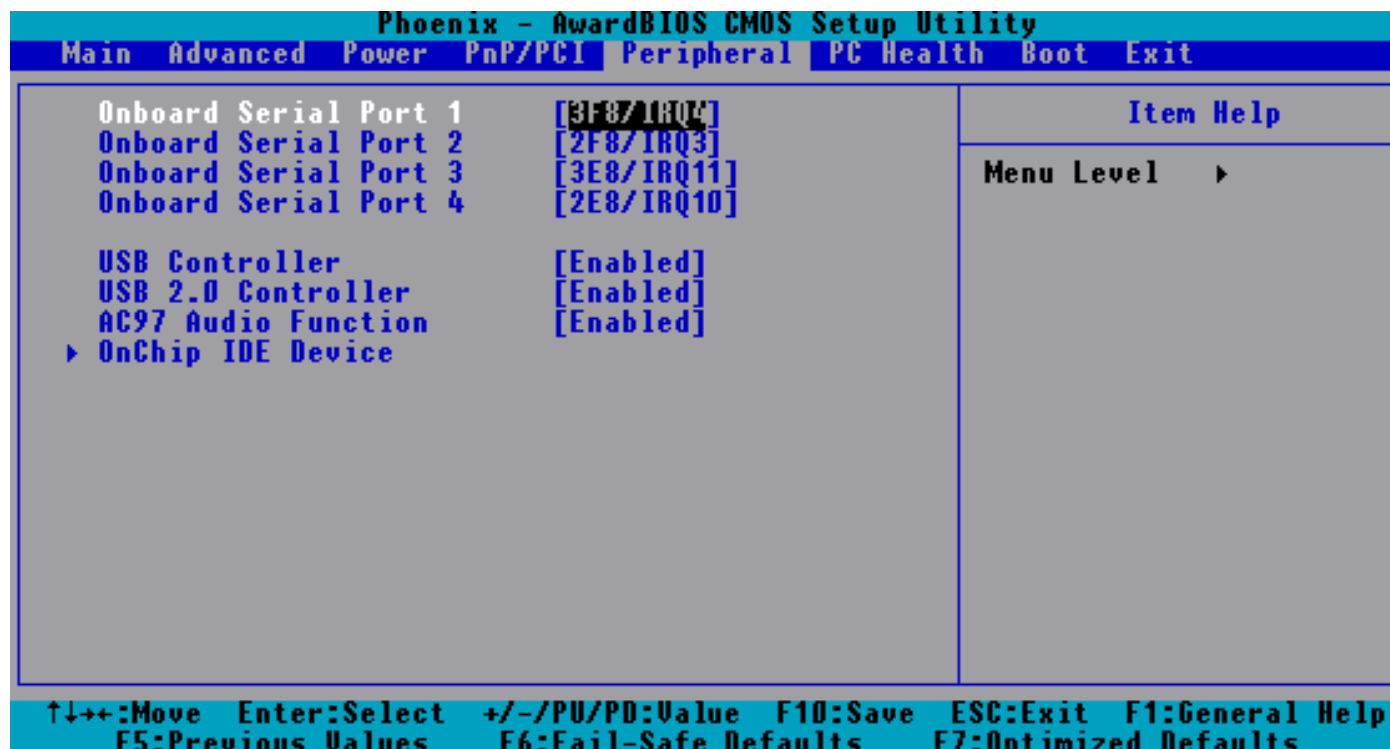 Phoenix - AwardBIOS CMOS Setup Utility
Main Advanced Power PnP/PCI Peripheral PC Health Boot Exit
Onboard Serial Port 1 [3F8/IRQ4]
Onboard Serial Port 2 [2F8/IRQ3]
Onboard Serial Port 3 [3E8/IRQ11]
Onboard Serial Port 4 [2E8/IRQ10]
USB Controller [Enabled]
USB 2.0 Controller [Enabled]
AC97 Audio Function [Enabled]
▸ OnChip IDE Device
Item Help
Menu Level ▸
↑↓→←:Move Enter:Select +/-/PU/PD:Value F10:Save ESC:Exit F1:General Help
F5:Previous Values F6:Fail-Safe Defaults F7:Optimized Defaults